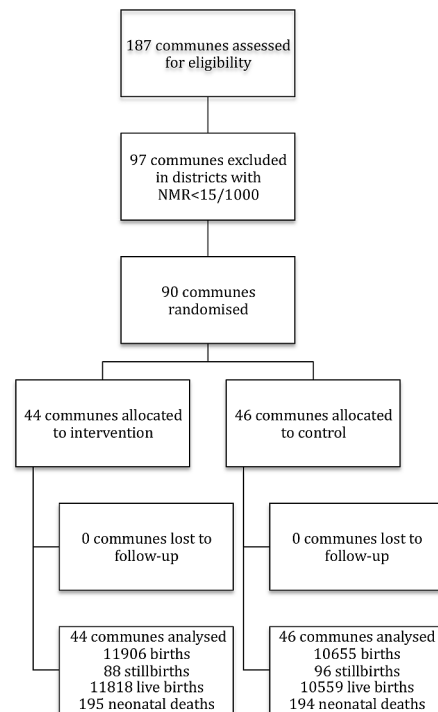 187 communes assessed
for eligibility
97 communes excluded
in districts with
NMR<15/1000
90 communes
randomised
44 communes allocated
to intervention
46 communes allocated
to control
0 communes lost to
follow-up
0 communes lost to
follow-up
44 communes analysed
11906 births
88 stillbirths
11818 live births
195 neonatal deaths
46 communes analysed
10655 births
96 stillbirths
10559 live births
194 neonatal deaths